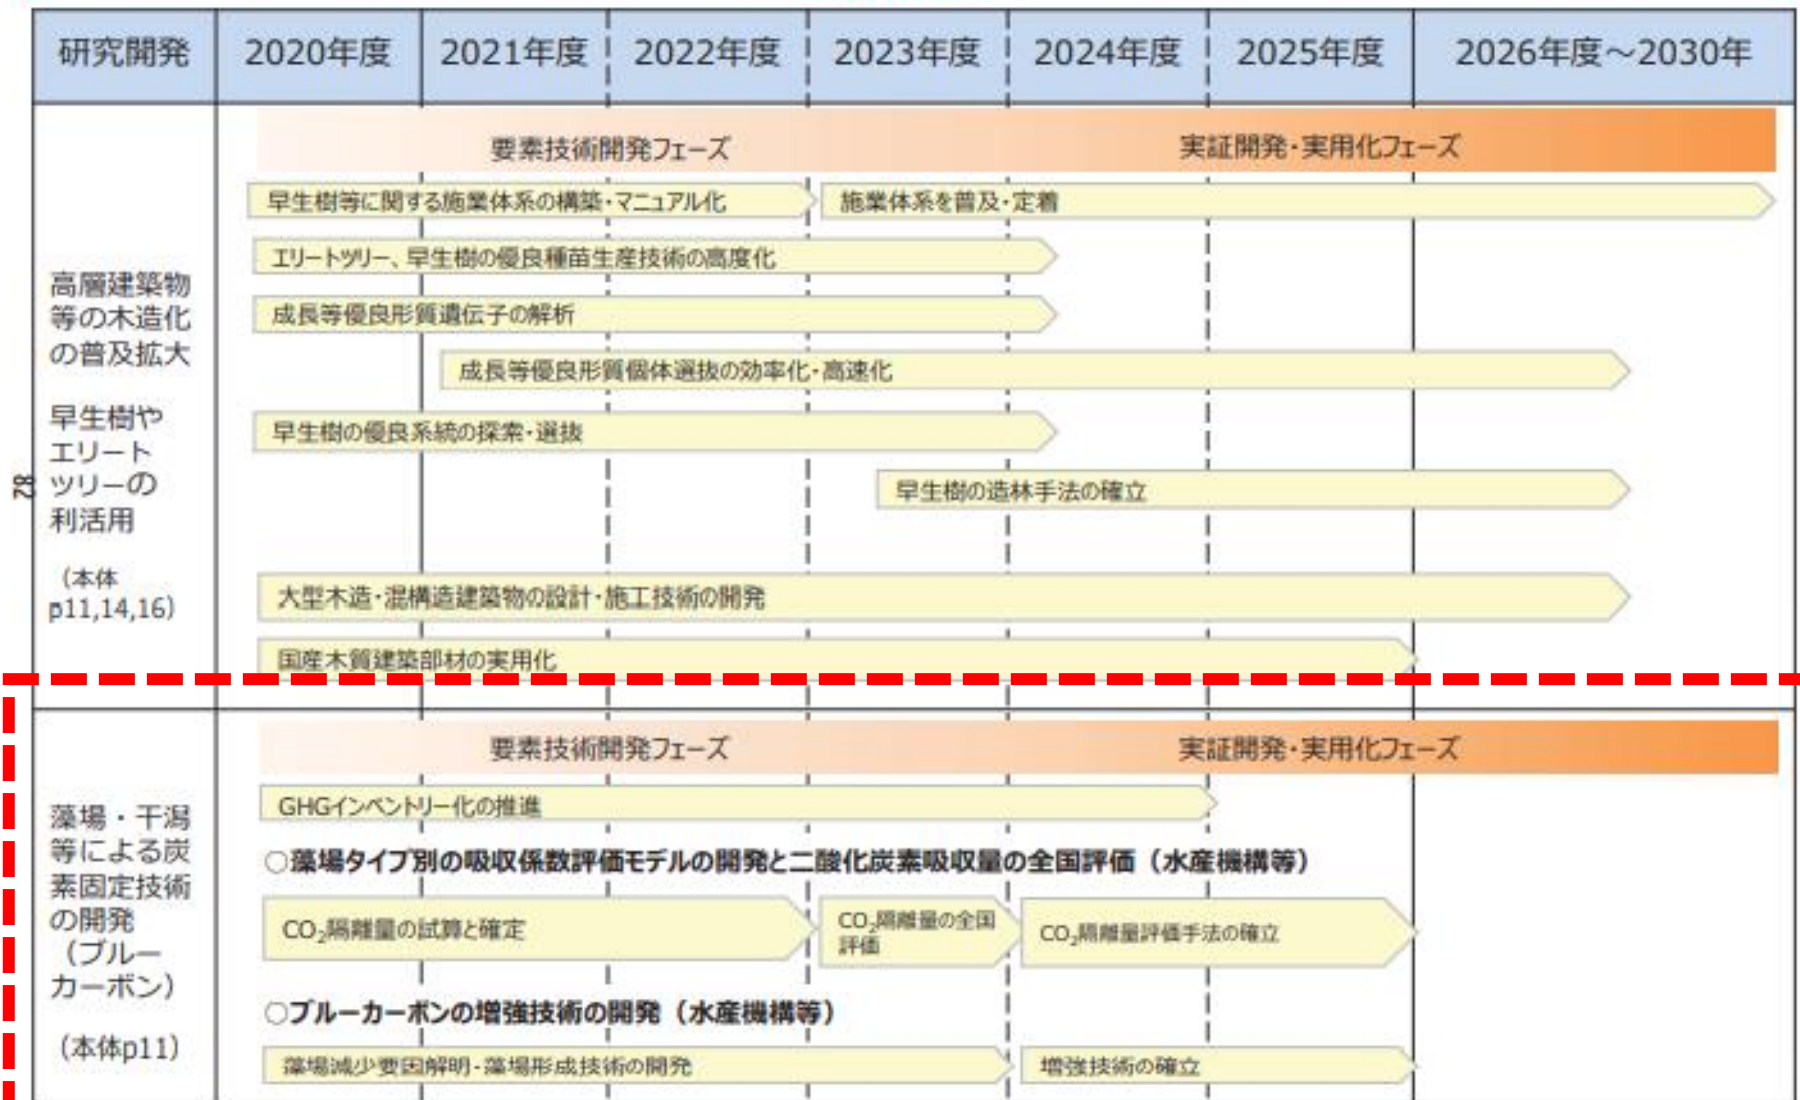 研究開発 2020年度 2021年度 2022年度 2023年度 2024年度 2025年度 2026年度～2030年
要素技術開発フェーズ 実証開発・実用化フェーズ
高層建築物
等の木造化
の普及拡大
早生樹や
エリート
ツリーの
利活用
（本体
p11,14,16）
早生樹等に関する施業体系の構築・マニュアル化 施業体系を普及・定着
エリートツリー、早生樹の優良種苗生産技術の高度化
成長等優良形質遺伝子の解析
成長等優良形質個体選抜の効率化・高速化
早生樹の優良系統の探索・選抜
早生樹の造林手法の確立
大型木造・混構造建築物の設計・施工技術の開発
国産木質建築部材の実用化
28
要素技術開発フェーズ 実証開発・実用化フェーズ
藻場・干潟
等による炭
素固定技術
の開発
（ブルー
カーボン）
（本体p11）
GHGインベントリー化の推進
○藻場タイプ別の吸収係数評価モデルの開発と二酸化炭素吸収量の全国評価（水産機構等）
CO₂隔離量の試算と確定
CO₂隔離量の全国
評価
CO₂隔離量評価手法の確立
○ブルーカーボンの増強技術の開発（水産機構等）
藻場減少要因解明・藻場形成技術の開発 増強技術の確立